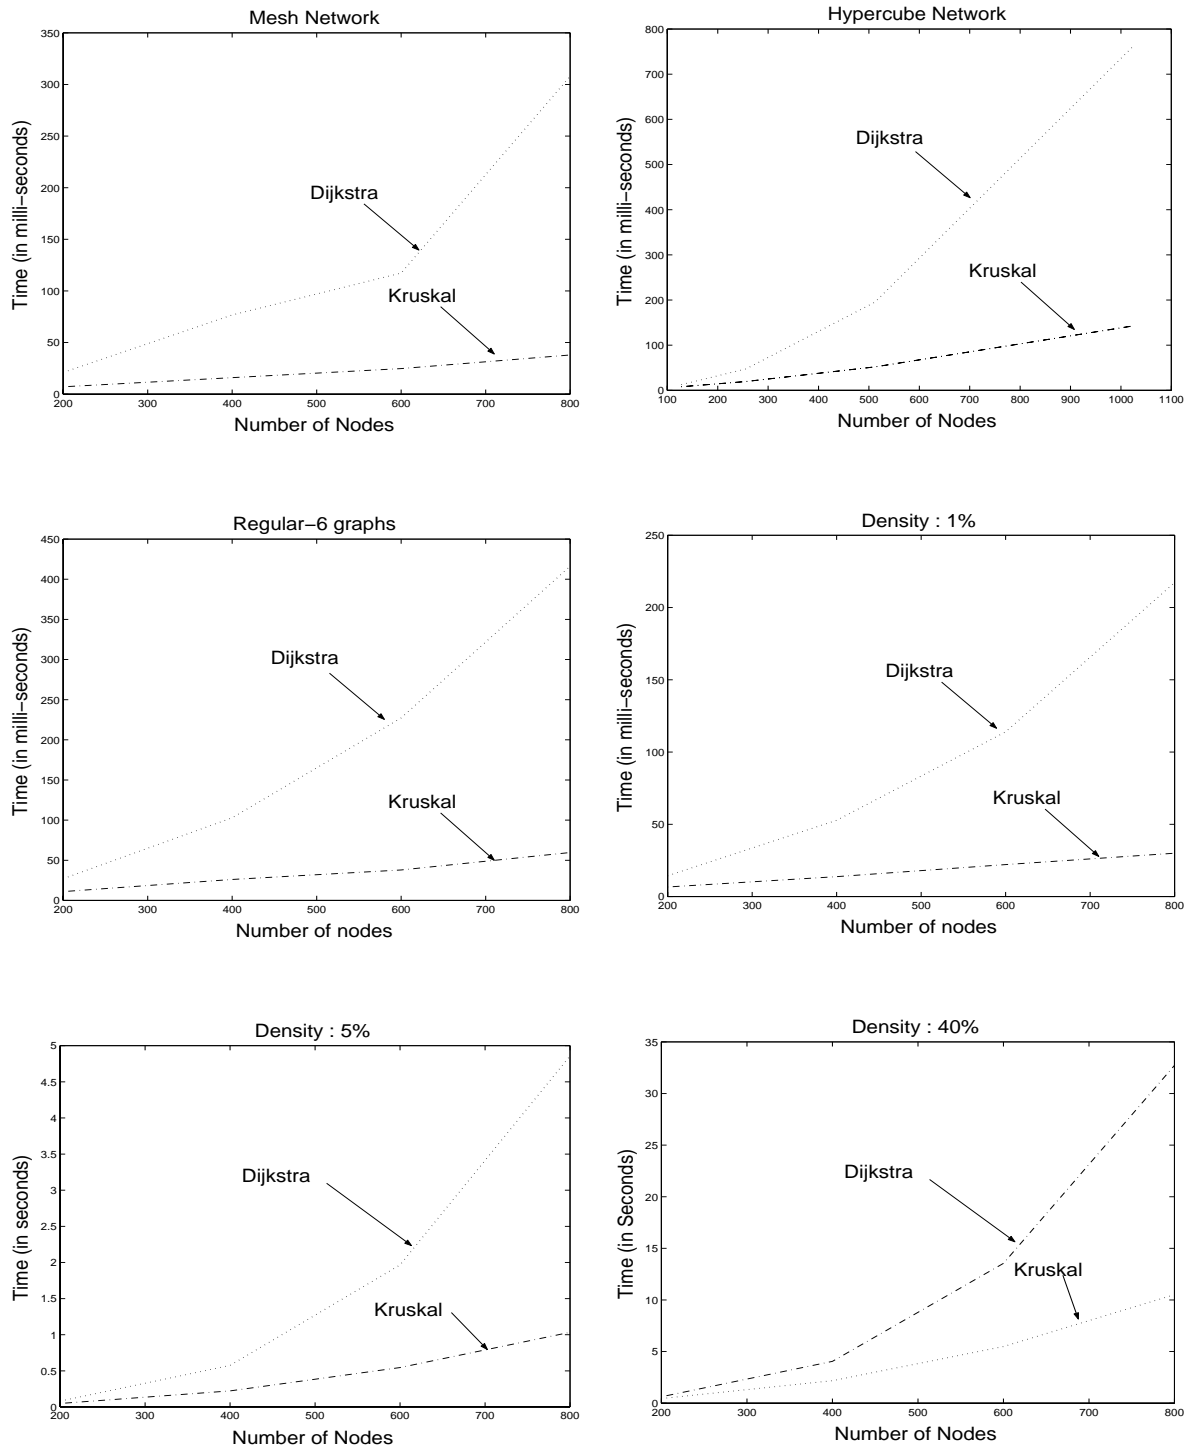 Mesh Network
350
300
250
200
150
100
50
0
Time (in milli−seconds)
Dijkstra
Kruskal
200 300 400 500 600 700 800
Number of Nodes
Hypercube Network
800
700
600
500
400
300
200
100
0
Time (in milli−seconds)
Dijkstra
Kruskal
100 200 300 400 500 600 700 800 900 1000 1100
Number of Nodes
Regular−6 graphs
450
400
350
300
250
200
150
100
50
0
Time (in milli−seconds)
Dijkstra
Kruskal
200 300 400 500 600 700 800
Number of nodes
Density : 1%
250
200
150
100
50
0
Time (in milli−seconds)
Dijkstra
Kruskal
200 300 400 500 600 700 800
Number of nodes
Density : 5%
5
4.5
4
3.5
3
2.5
2
1.5
1
0.5
0
Time (in seconds)
Dijkstra
Kruskal
200 300 400 500 600 700 800
Number of Nodes
Density : 40%
35
30
25
20
15
10
5
0
Time (in Seconds)
Dijkstra
Kruskal
200 300 400 500 600 700 800
Number of Nodes